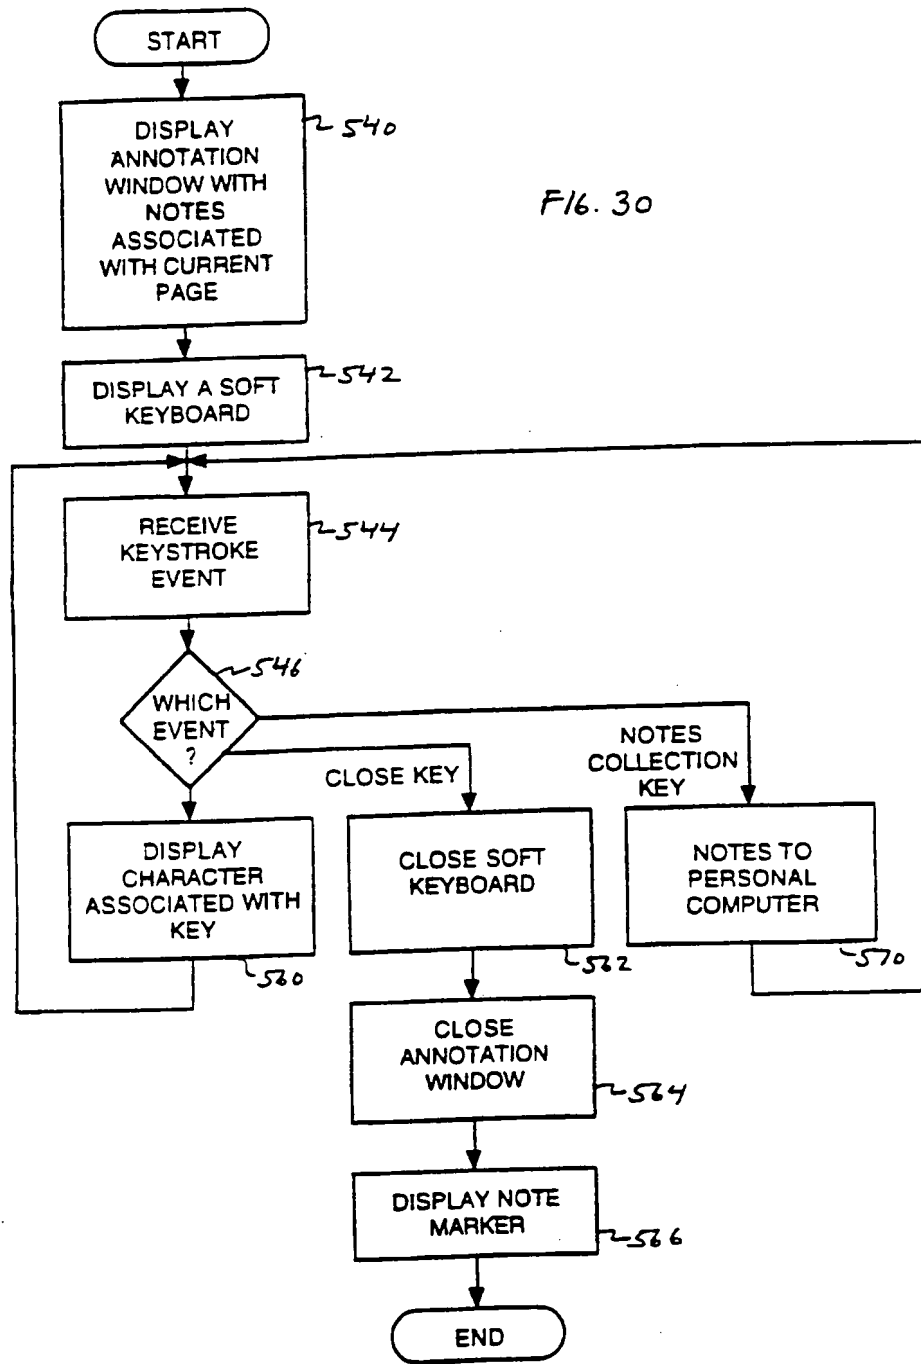 START
DISPLAY
ANNOTATION
WINDOW WITH
NOTES
ASSOCIATED
WITH CURRENT
PAGE
540
FIG. 30
DISPLAY A SOFT
KEYBOARD
542
RECEIVE
KEYSTROKE
EVENT
544
WHICH
EVENT
?
546
CLOSE KEY
NOTES
COLLECTION
KEY
DISPLAY
CHARACTER
ASSOCIATED WITH
KEY
560
CLOSE SOFT
KEYBOARD
562
NOTES TO
PERSONAL
COMPUTER
570
CLOSE
ANNOTATION
WINDOW
564
DISPLAY NOTE
MARKER
566
END